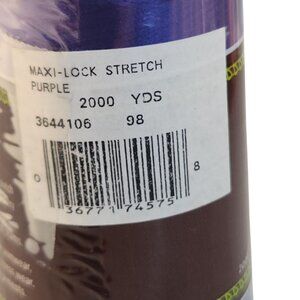 MAXI-LOCK STRETCH
PURPLE
2000 YDS
3644106 98
0 36771 74575 8